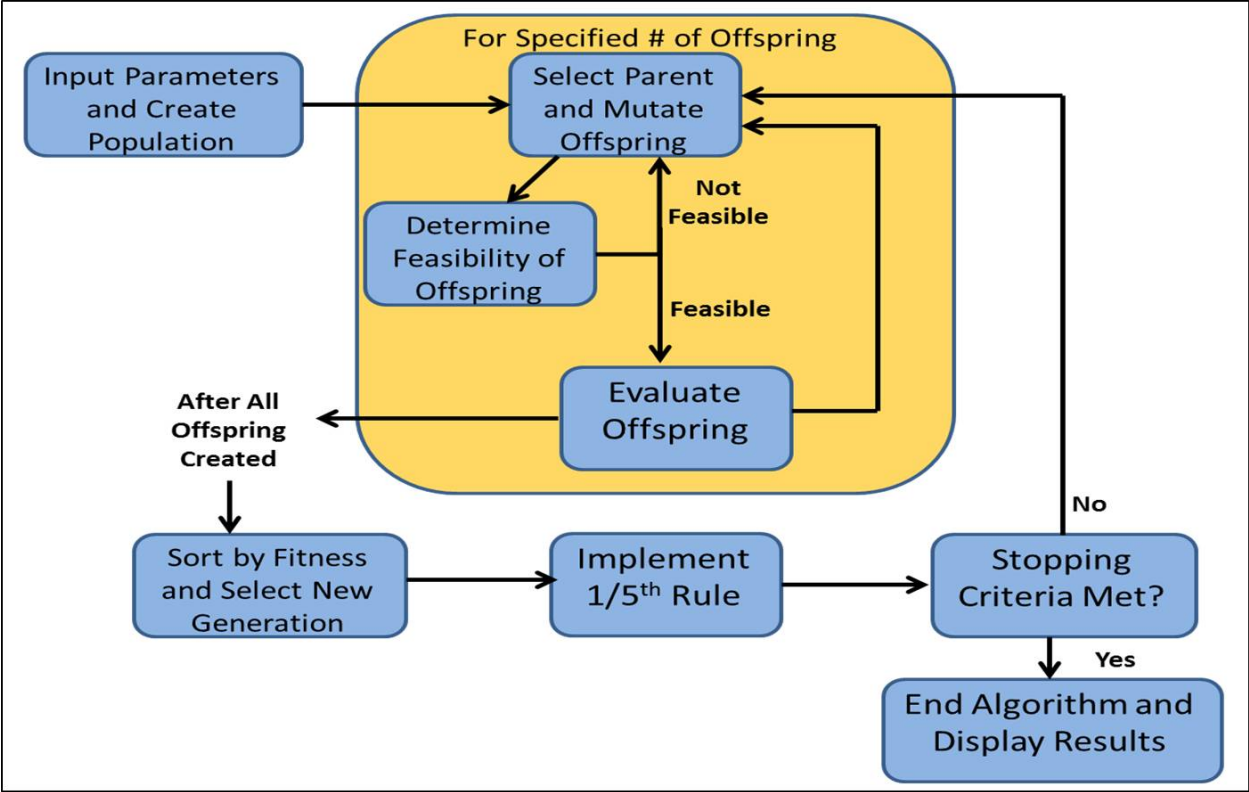 For Specified # of Offspring
Input Parameters
and Create
Population
Select Parent
and Mutate
Offspring
Not
Feasible
Determine
Feasibility of
Offspring
Feasible
Evaluate
Offspring
After All
Offspring
Created
No
Sort by Fitness
and Select New
Generation
Implement
1/5th Rule
Stopping
Criteria Met?
Yes
End Algorithm and
Display Results